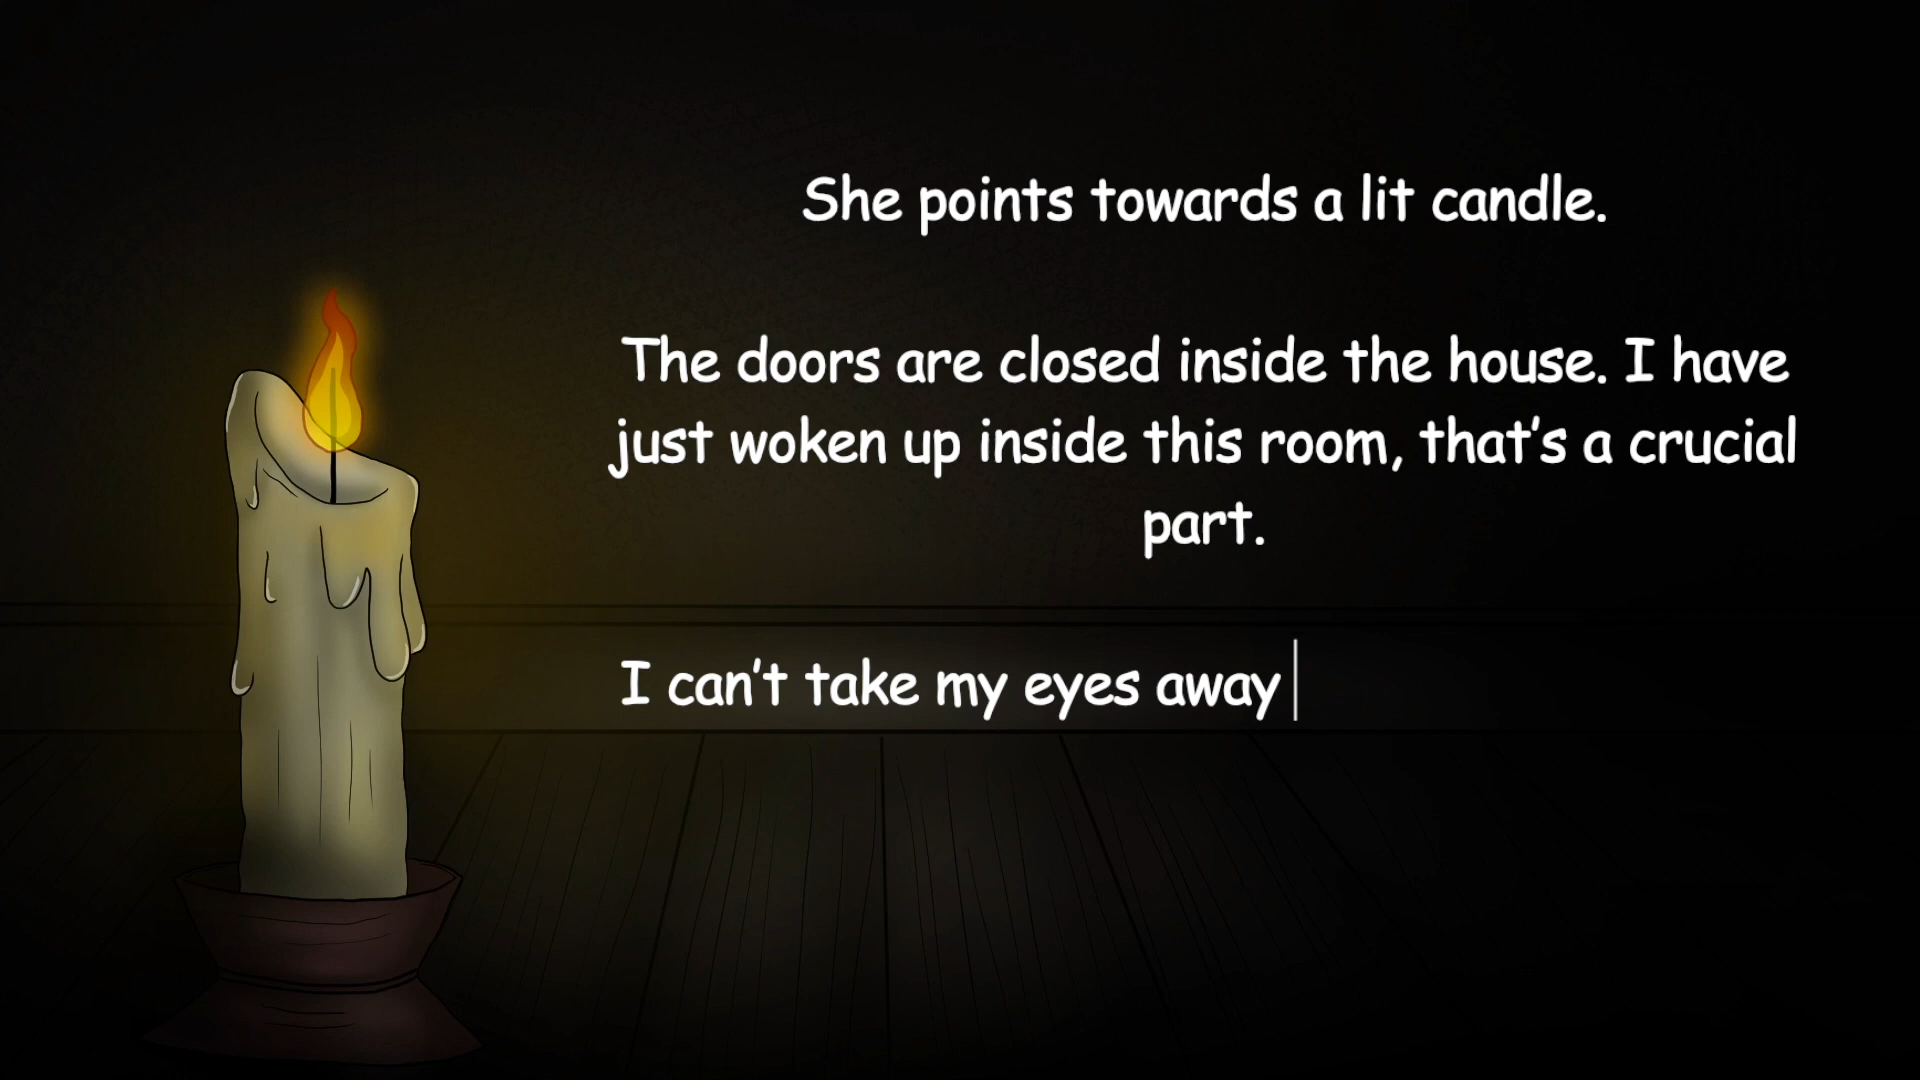 She points towards a lit candle.
The doors are closed inside the house. I have
just woken up inside this room, that's a crucial
part.
I can't take my eyes away